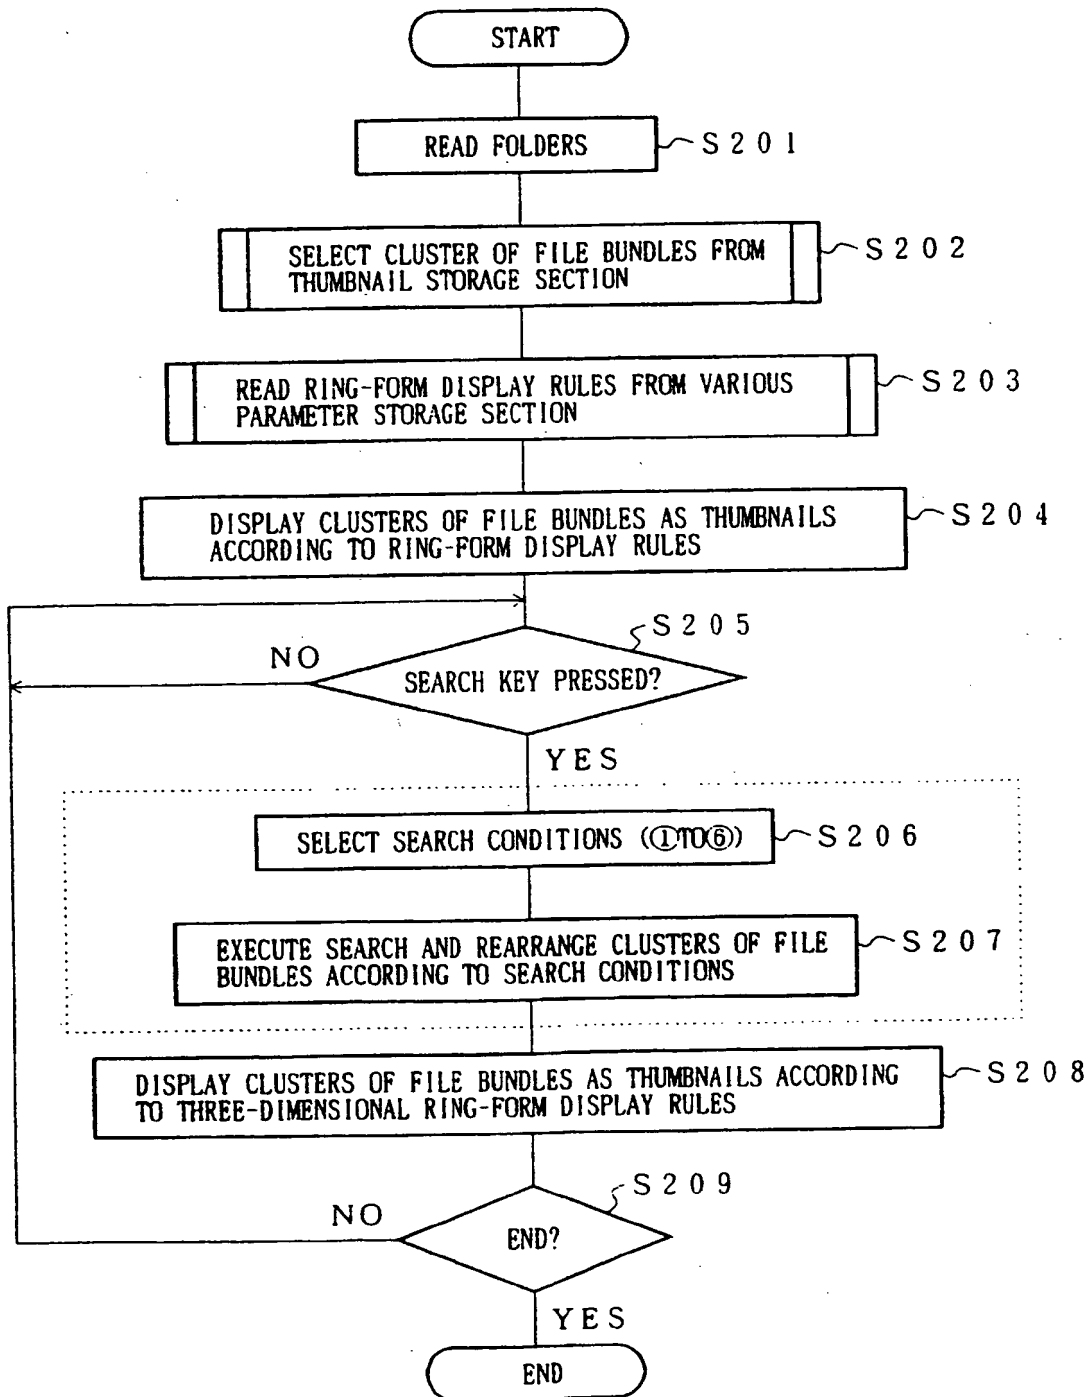 START
READ FOLDERS
S201
SELECT CLUSTER OF FILE BUNDLES FROM
THUMBNAIL STORAGE SECTION
S202
READ RING-FORM DISPLAY RULES FROM VARIOUS
PARAMETER STORAGE SECTION
S203
DISPLAY CLUSTERS OF FILE BUNDLES AS THUMBNAILS
ACCORDING TO RING-FORM DISPLAY RULES
S204
S205
NO
SEARCH KEY PRESSED?
YES
SELECT SEARCH CONDITIONS (①TO⑥)
S206
EXECUTE SEARCH AND REARRANGE CLUSTERS OF FILE
BUNDLES ACCORDING TO SEARCH CONDITIONS
S207
DISPLAY CLUSTERS OF FILE BUNDLES AS THUMBNAILS ACCORDING
TO THREE-DIMENSIONAL RING-FORM DISPLAY RULES
S208
S209
NO
END?
YES
END